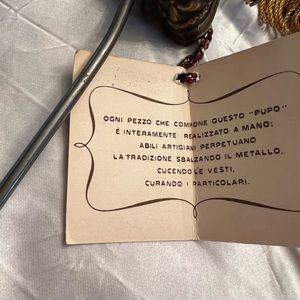 OGNI PEZZO CHE COMPONE QUESTO "PUPO"
É INTERAMENTE REALIZZATO A MANO:
ABILI ARTIGIANI PERPETUANO
LA TRADIZIONE SBALZANDO IL METALLO,
CUCENDO LE VESTI,
CURANDO I PARTICOLARI.